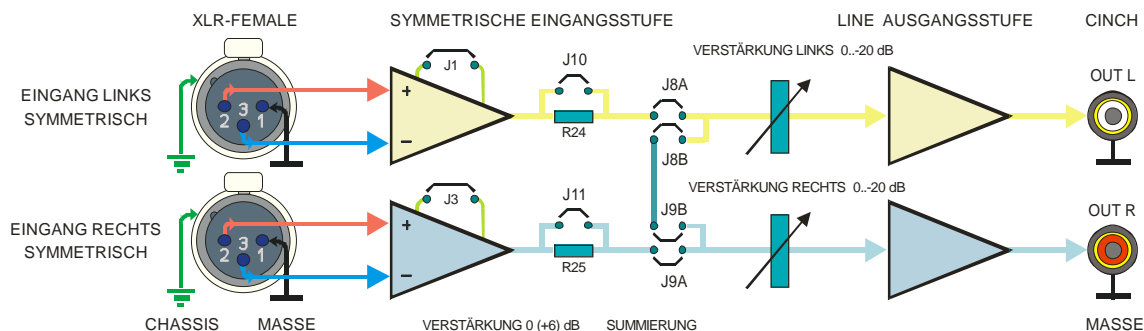 XLR-FEMALE SYMMETRISCHE EINGANGSSTUFE LINE AUSGANGSSTUFE CINCH
J1 J10 VERSTÄRKUNG LINKS 0..-20 dB
J8A
OUT L
EINGANG LINKS
SYMMETRISCH
3
2 1
+
−
R24
J8B
J3 J11 VERSTÄRKUNG RECHTS 0..-20 dB
J9B
OUT R
EINGANG RECHTS
SYMMETRISCH
3
2 1
+
−
R25
J9A
CHASSIS MASSE VERSTÄRKUNG 0 (+6) dB SUMMIERUNG MASSE